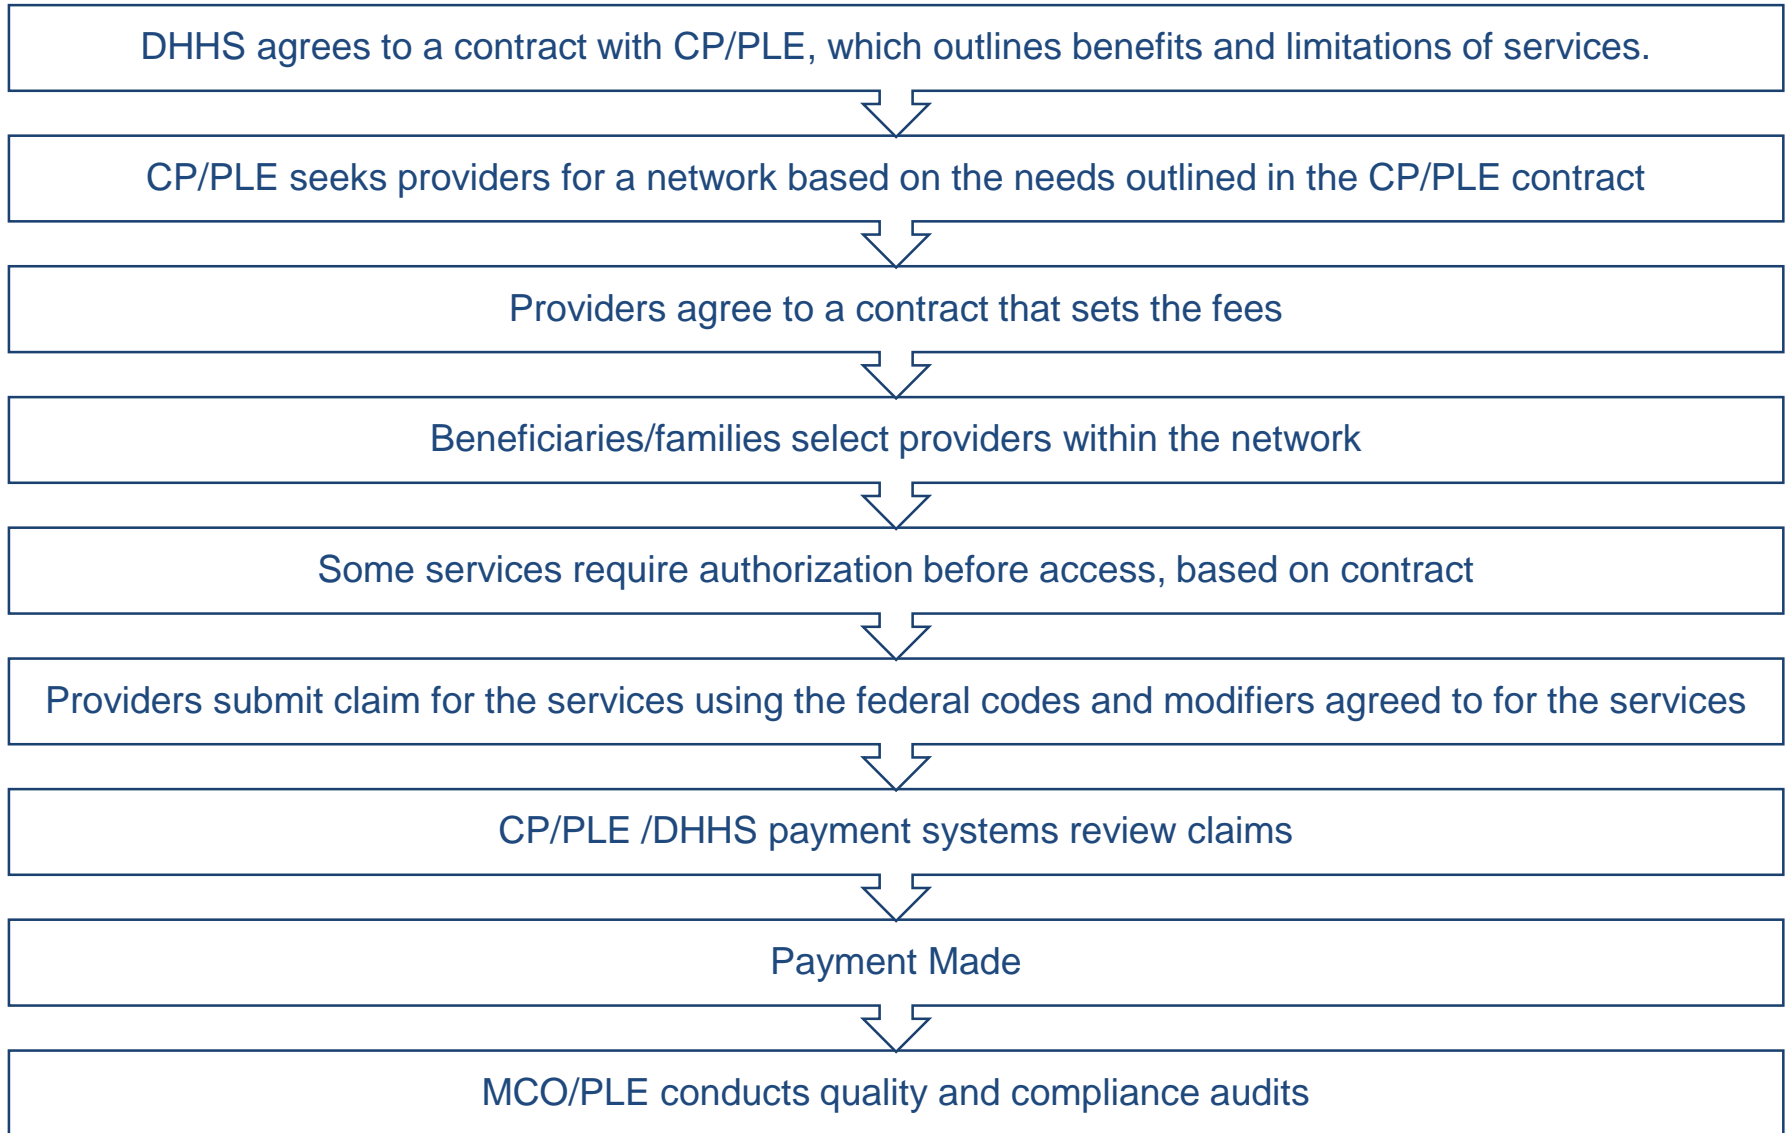 DHHS agrees to a contract with CP/PLE, which outlines benefits and limitations of services.
CP/PLE seeks providers for a network based on the needs outlined in the CP/PLE contract
Providers agree to a contract that sets the fees
Beneficiaries/families select providers within the network
Some services require authorization before access, based on contract
Providers submit claim for the services using the federal codes and modifiers agreed to for the services
CP/PLE /DHHS payment systems review claims
Payment Made
MCO/PLE conducts quality and compliance audits